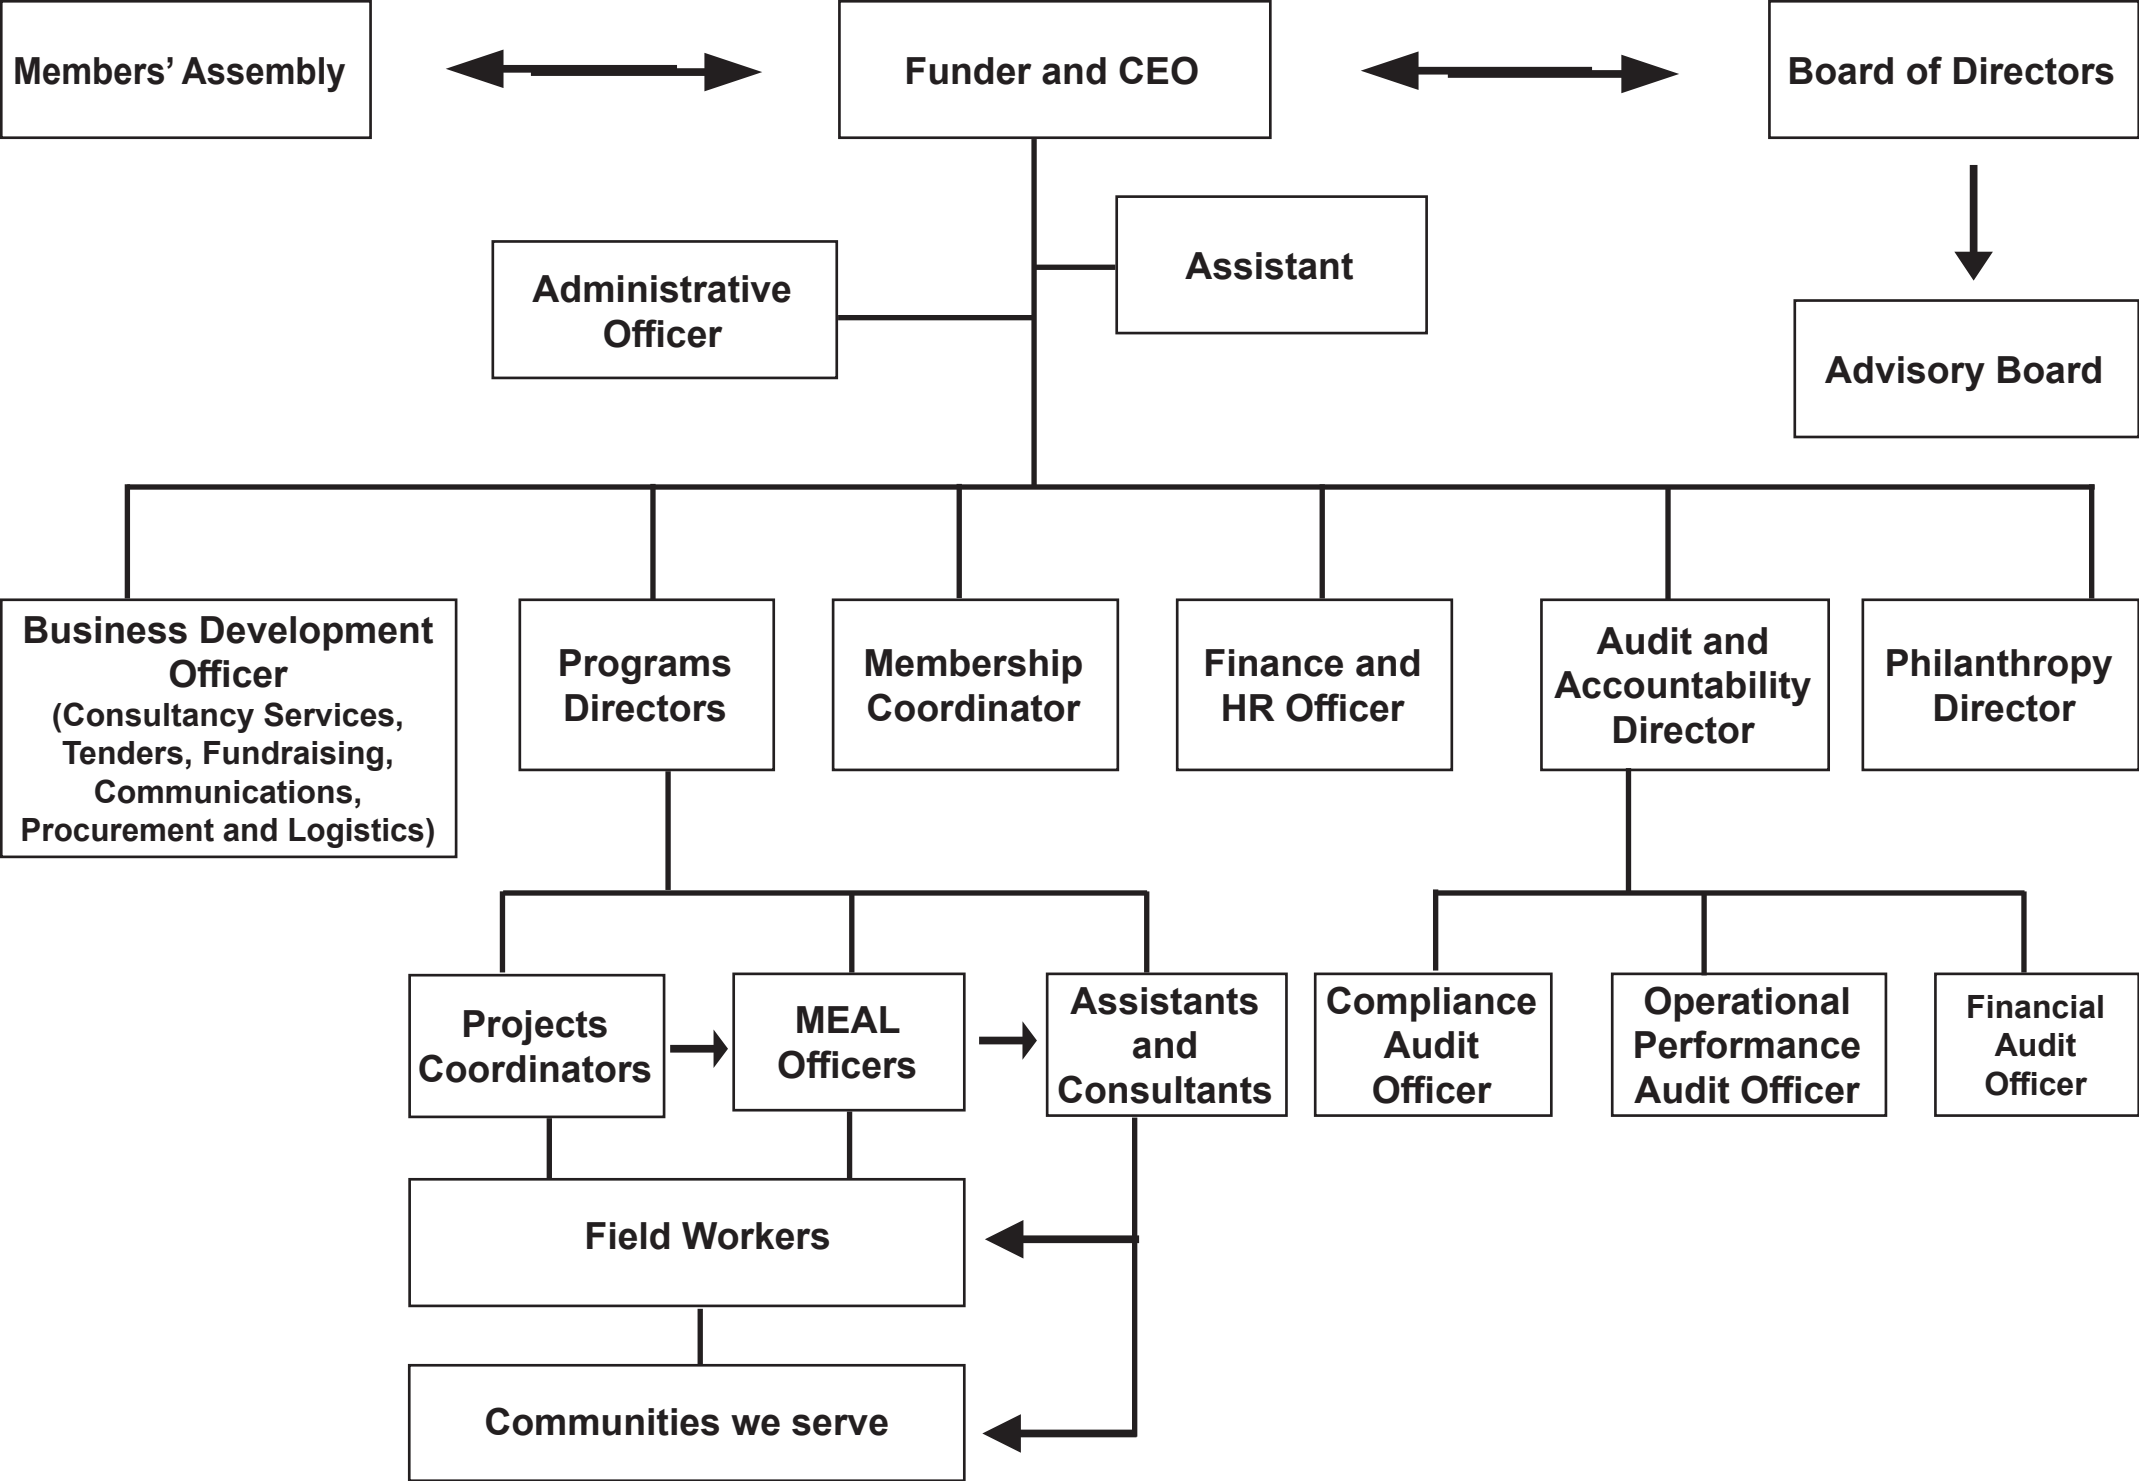 Members’ Assembly
Funder and CEO
Board of Directors
Assistant
Administrative
Officer
Advisory Board
Business Development
Officer
(Consultancy Services,
Tenders, Fundraising,
Communications,
Procurement and Logistics)
Programs
Directors
Membership
Coordinator
Finance and
HR Officer
Audit and
Accountability
Director
Philanthropy
Director
Projects
Coordinators
MEAL
Officers
Assistants
and
Consultants
Compliance
Audit
Officer
Operational
Performance
Audit Officer
Financial
Audit
Officer
Field Workers
Communities we serve